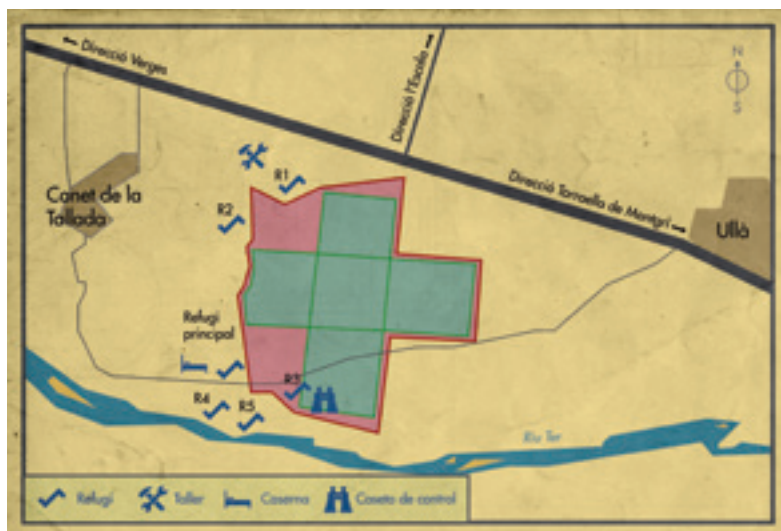 Direcció Verges
Direcció l'Escala
N
S
R1
Canet de la
Tallada
R2
Direcció Torroella de Montgrí
Ullà
Refugi
principal
R3
R4
R5
Riu Ter
Refugi
Taller
Caserna
Caseta de control